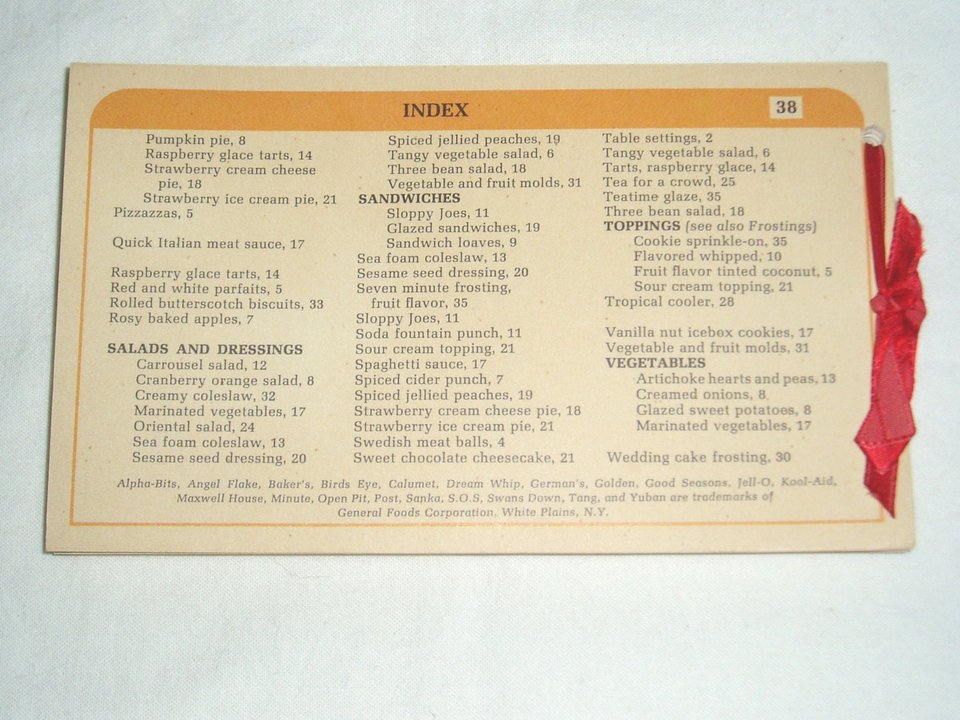 INDEX
38
Pumpkin pie, 8
Raspberry glace tarts, 14
Strawberry cream cheese
pie, 18
Strawberry ice cream pie, 21
Pizzazzas, 5
Quick Italian meat sauce, 17
Raspberry glace tarts, 14
Red and white parfaits, 5
Rolled butterscotch biscuits, 33
Rosy baked apples, 7
SALADS AND DRESSINGS
Carrousel salad, 12
Cranberry orange salad, 8
Creamy coleslaw, 32
Marinated vegetables, 17
Oriental salad, 24
Sea foam coleslaw, 13
Sesame seed dressing, 20
Spiced jellied peaches, 19
Tangy vegetable salad, 6
Three bean salad, 18
Vegetable and fruit molds, 31
SANDWICHES
Sloppy Joes, 11
Glazed sandwiches, 19
Sandwich loaves, 9
Sea foam coleslaw, 13
Sesame seed dressing, 20
Seven minute frosting,
fruit flavor, 35
Sloppy Joes, 11
Soda fountain punch, 11
Sour cream topping, 21
Spaghetti sauce, 17
Spiced cider punch, 7
Spiced jellied peaches, 19
Strawberry cream cheese pie, 18
Strawberry ice cream pie, 21
Swedish meat balls, 4
Sweet chocolate cheesecake, 21
Table settings, 2
Tangy vegetable salad, 6
Tarts, raspberry glace, 14
Tea for a crowd, 25
Teatime glaze, 35
Three bean salad, 18
TOPPINGS (see also Frostings)
Cookie sprinkle-on, 35
Flavored whipped, 10
Fruit flavor tinted coconut, 5
Sour cream topping, 21
Tropical cooler, 28
Vanilla nut icebox cookies, 17
Vegetable and fruit molds, 31
VEGETABLES
Artichoke hearts and peas, 13
Creamed onions, 8
Glazed sweet potatoes, 8
Marinated vegetables, 17
Wedding cake frosting, 30
Alpha-Bits, Angel Flake, Baker's, Birds Eye, Calumet, Dream Whip, German's, Golden, Good Seasons, Jell-O, Kool-Aid,
Maxwell House, Minute, Open Pit, Post, Sanka, S.O.S, Swans Down, Tang, and Yuban are trademarks of
General Foods Corporation, White Plains, N.Y.